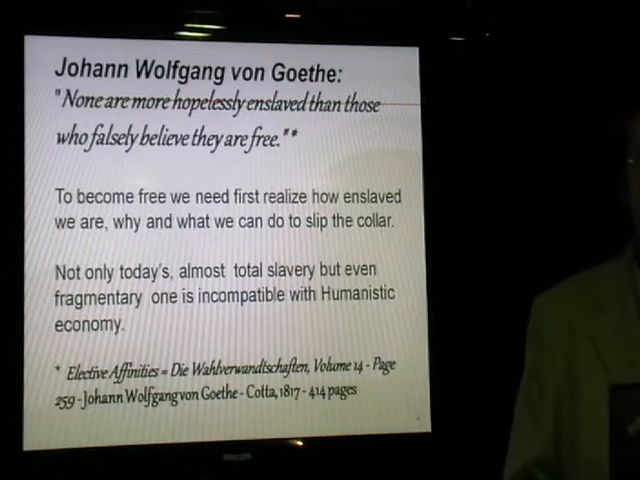 Johann Wolfgang von Goethe:
"None are more hopelessly enslaved than those
who falsely believe they are free."*
To become free we need first realize how enslaved
we are, why and what we can do to slip the collar.
Not only today's, almost total slavery but even
fragmentary one is incompatible with Humanistic
economy.
* Elective Affinities = Die Wahlverwandtschaften, Volume 14 - Page
259 - Johann Wolfgang von Goethe - Cotta, 1817 - 414 pages
PHILIPS